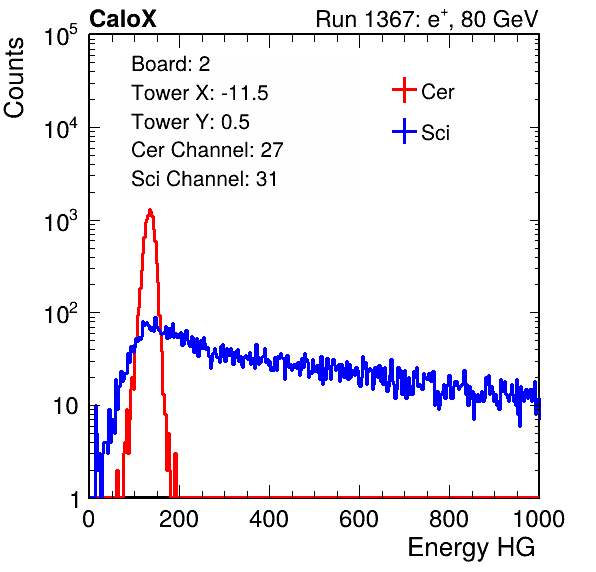 CaloX Run 1367: e⁺, 80 GeV
Counts
10⁵
10⁴
10³
10²
10
1
Board: 2
Tower X: -11.5
Tower Y: 0.5
Cer Channel: 27
Sci Channel: 31
Cer
Sci
0 200 400 600 800 1000
Energy HG